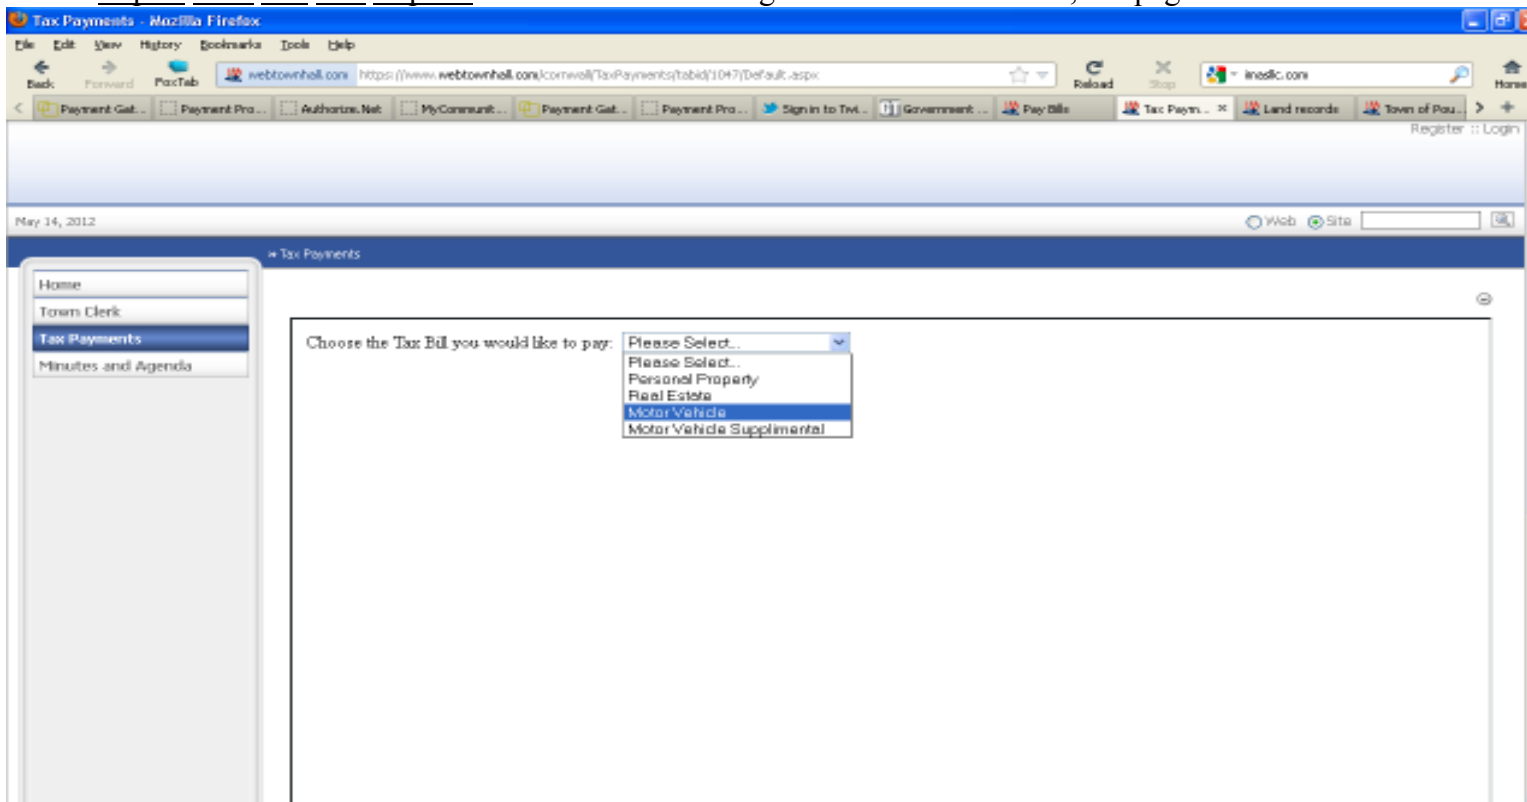 Tax Payments - Mozilla Firefox
File Edit View History Bookmarks Tools Help
Back Forward PaxTab webtownhall.com https://www.webtownhall.com/cornwall/TaxPayments/tabid/1047/Default.aspx Reload Stop imasllc.com Home
Payment Gat... Payment Pro... Authorize.Net MyCommunit... Payment Gat... Payment Pro... Sign in to Twi... Government ... Pay Bills Tax Paym... Land records Town of Pou...
Register :: Login
May 14, 2012 Web Site
» Tax Payments
Home
Town Clerk
Tax Payments
Minutes and Agenda
Choose the Tax Bill you would like to pay: Please Select...
Please Select...
Personal Property
Real Estate
Motor Vehicle
Motor Vehicle Supplimental